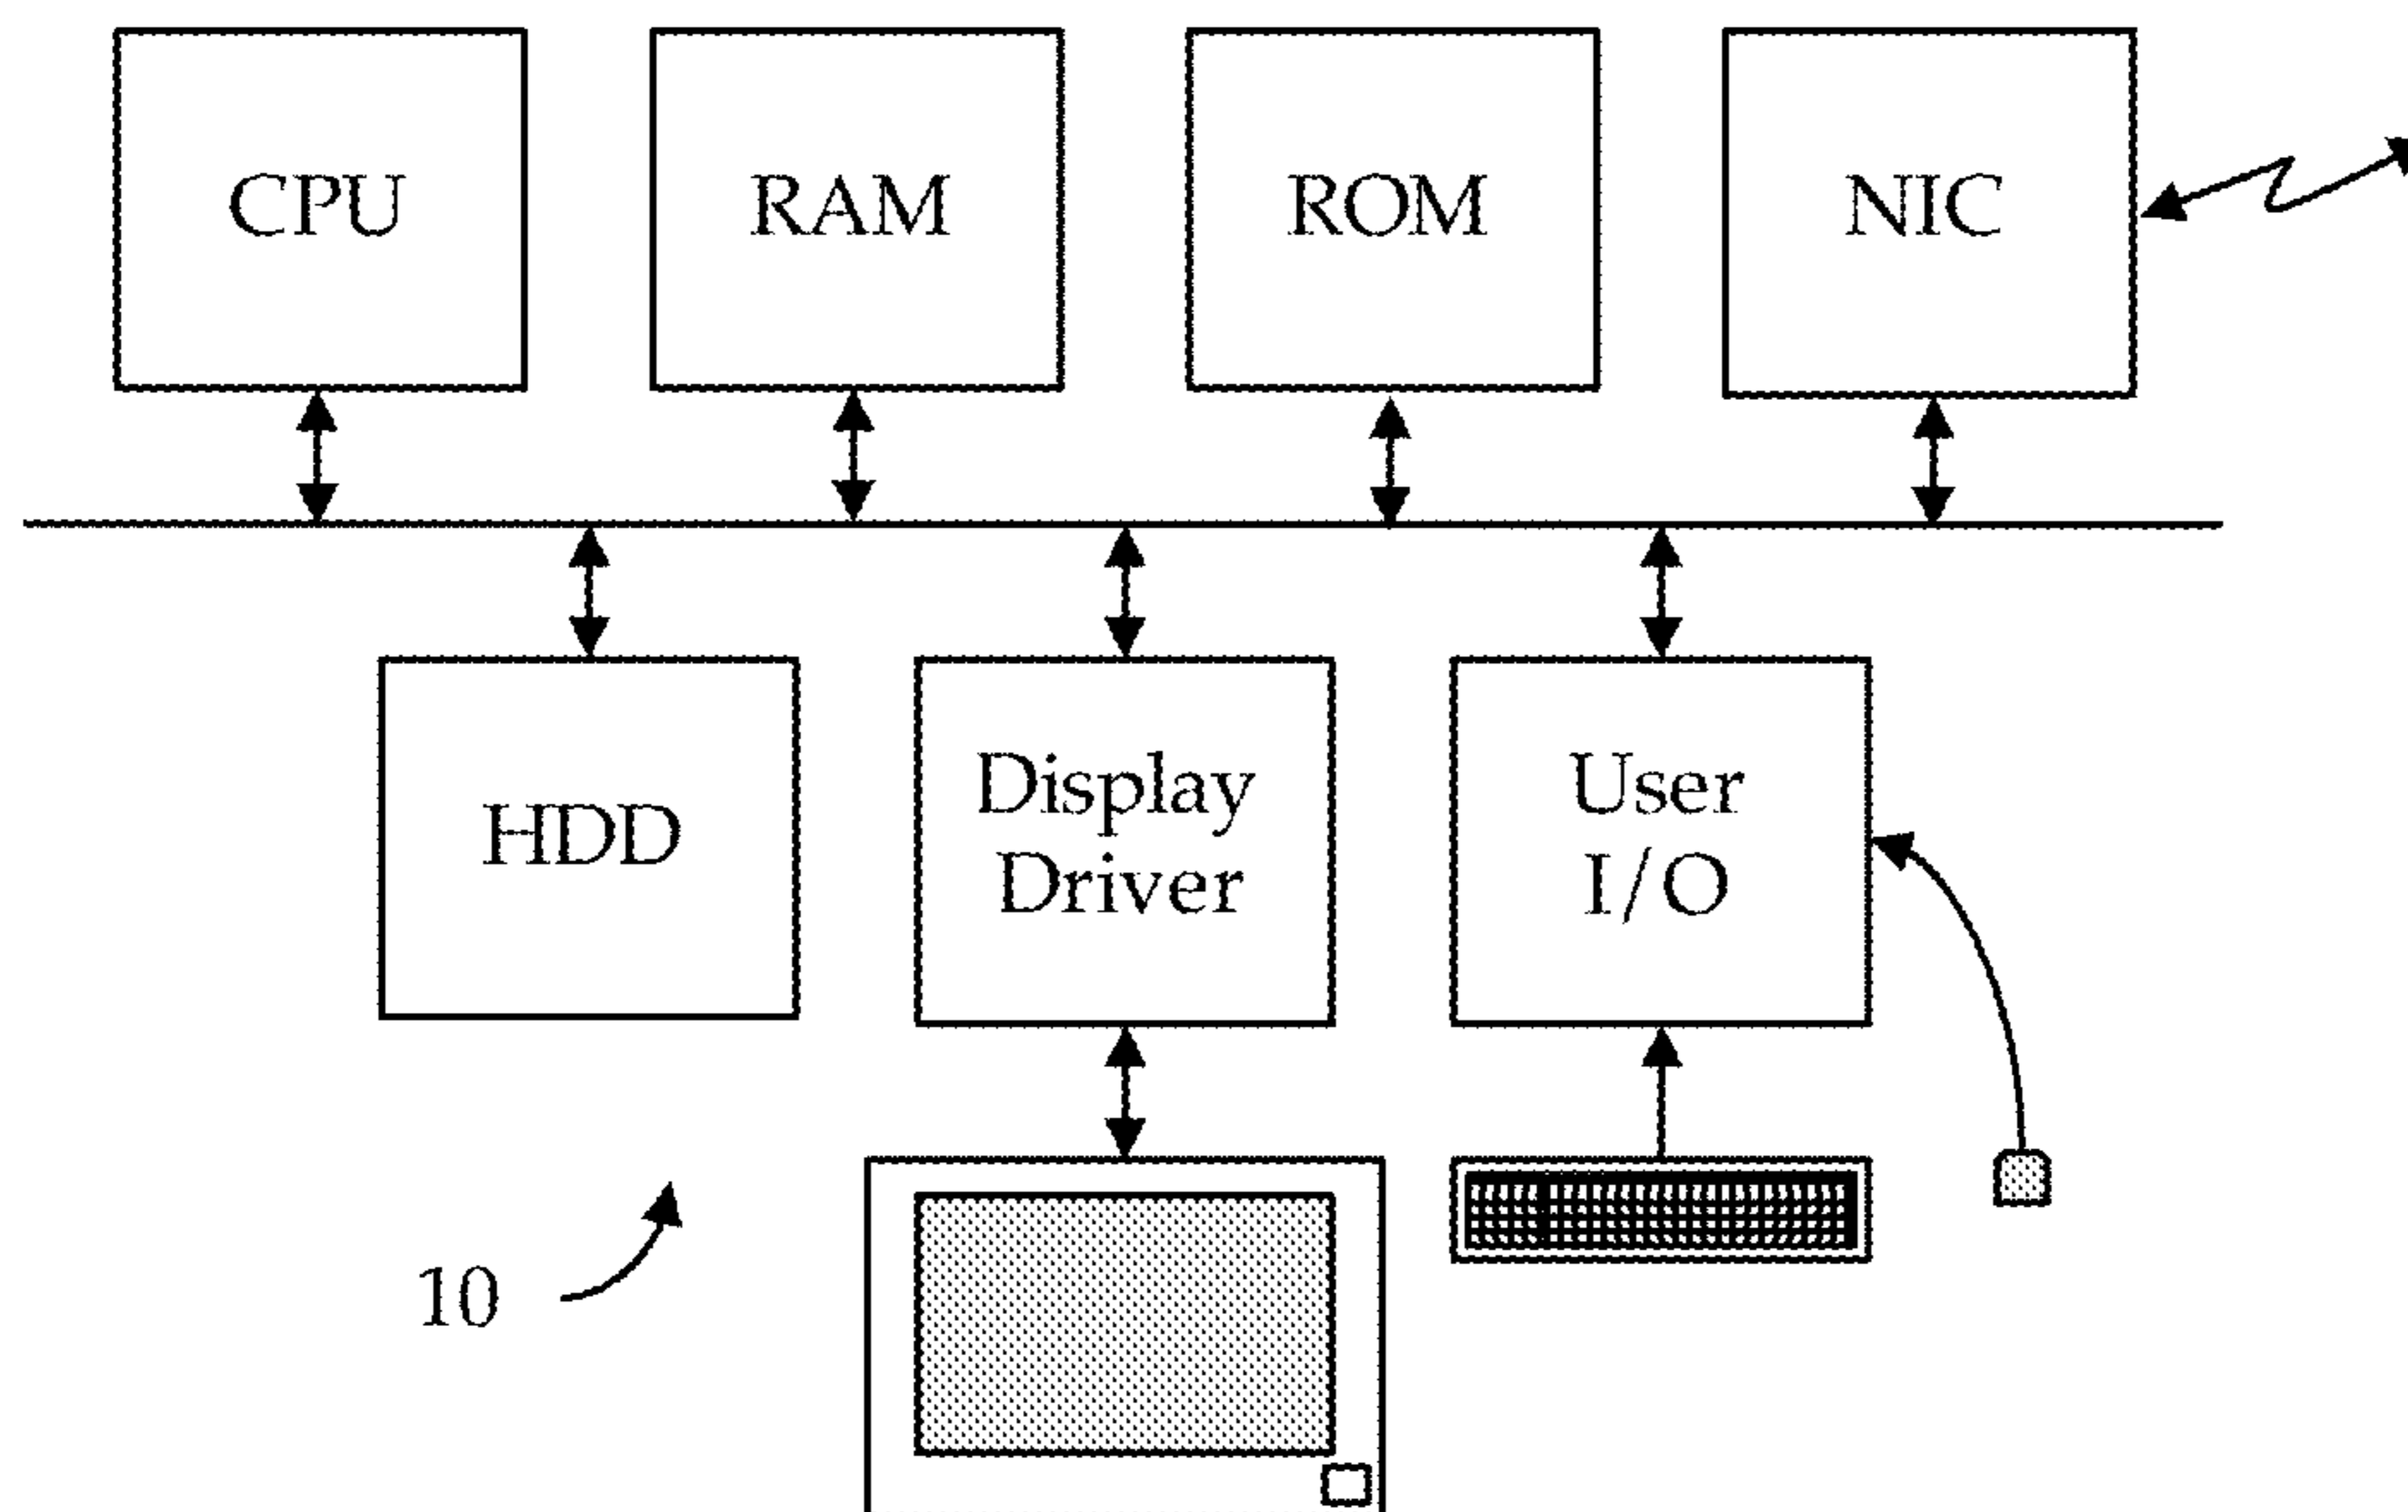 CPU
RAM
ROM
NIC
HDD
Display
Driver
User
I/O
10